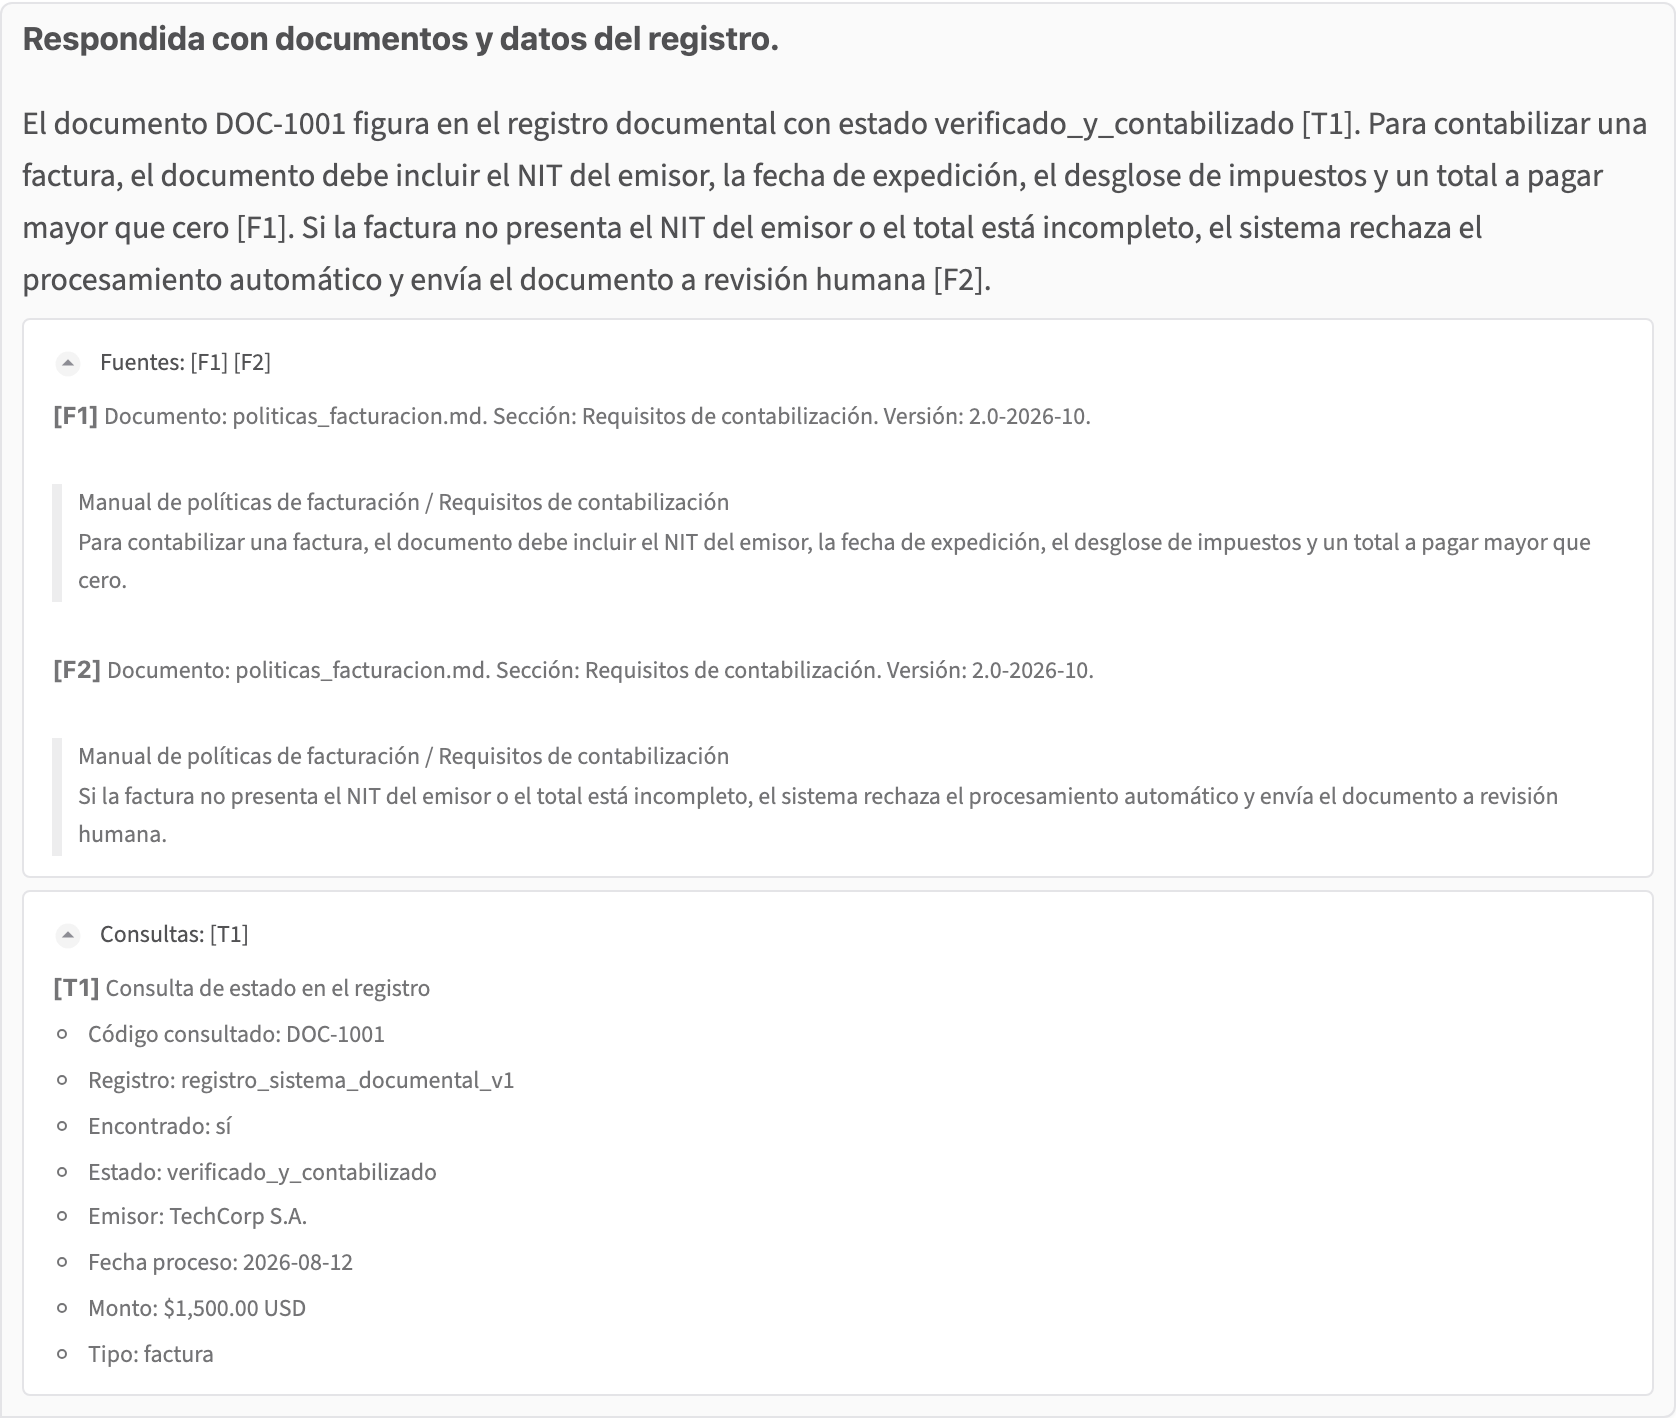 Respondida con documentos y datos del registro.
El documento DOC-1001 figura en el registro documental con estado verificado_y_contabilizado [T1]. Para contabilizar una
factura, el documento debe incluir el NIT del emisor, la fecha de expedición, el desglose de impuestos y un total a pagar
mayor que cero [F1]. Si la factura no presenta el NIT del emisor o el total está incompleto, el sistema rechaza el
procesamiento automático y envía el documento a revisión humana [F2].
Fuentes: [F1] [F2]
[F1] Documento: politicas_facturacion.md. Sección: Requisitos de contabilización. Versión: 2.0-2026-10.
Manual de políticas de facturación / Requisitos de contabilización
Para contabilizar una factura, el documento debe incluir el NIT del emisor, la fecha de expedición, el desglose de impuestos y un total a pagar mayor que
cero.
[F2] Documento: politicas_facturacion.md. Sección: Requisitos de contabilización. Versión: 2.0-2026-10.
Manual de políticas de facturación / Requisitos de contabilización
Si la factura no presenta el NIT del emisor o el total está incompleto, el sistema rechaza el procesamiento automático y envía el documento a revisión
humana.
Consultas: [T1]
[T1] Consulta de estado en el registro
Código consultado: DOC-1001
Registro: registro_sistema_documental_v1
Encontrado: sí
Estado: verificado_y_contabilizado
Emisor: TechCorp S.A.
Fecha proceso: 2026-08-12
Monto: $1,500.00 USD
Tipo: factura